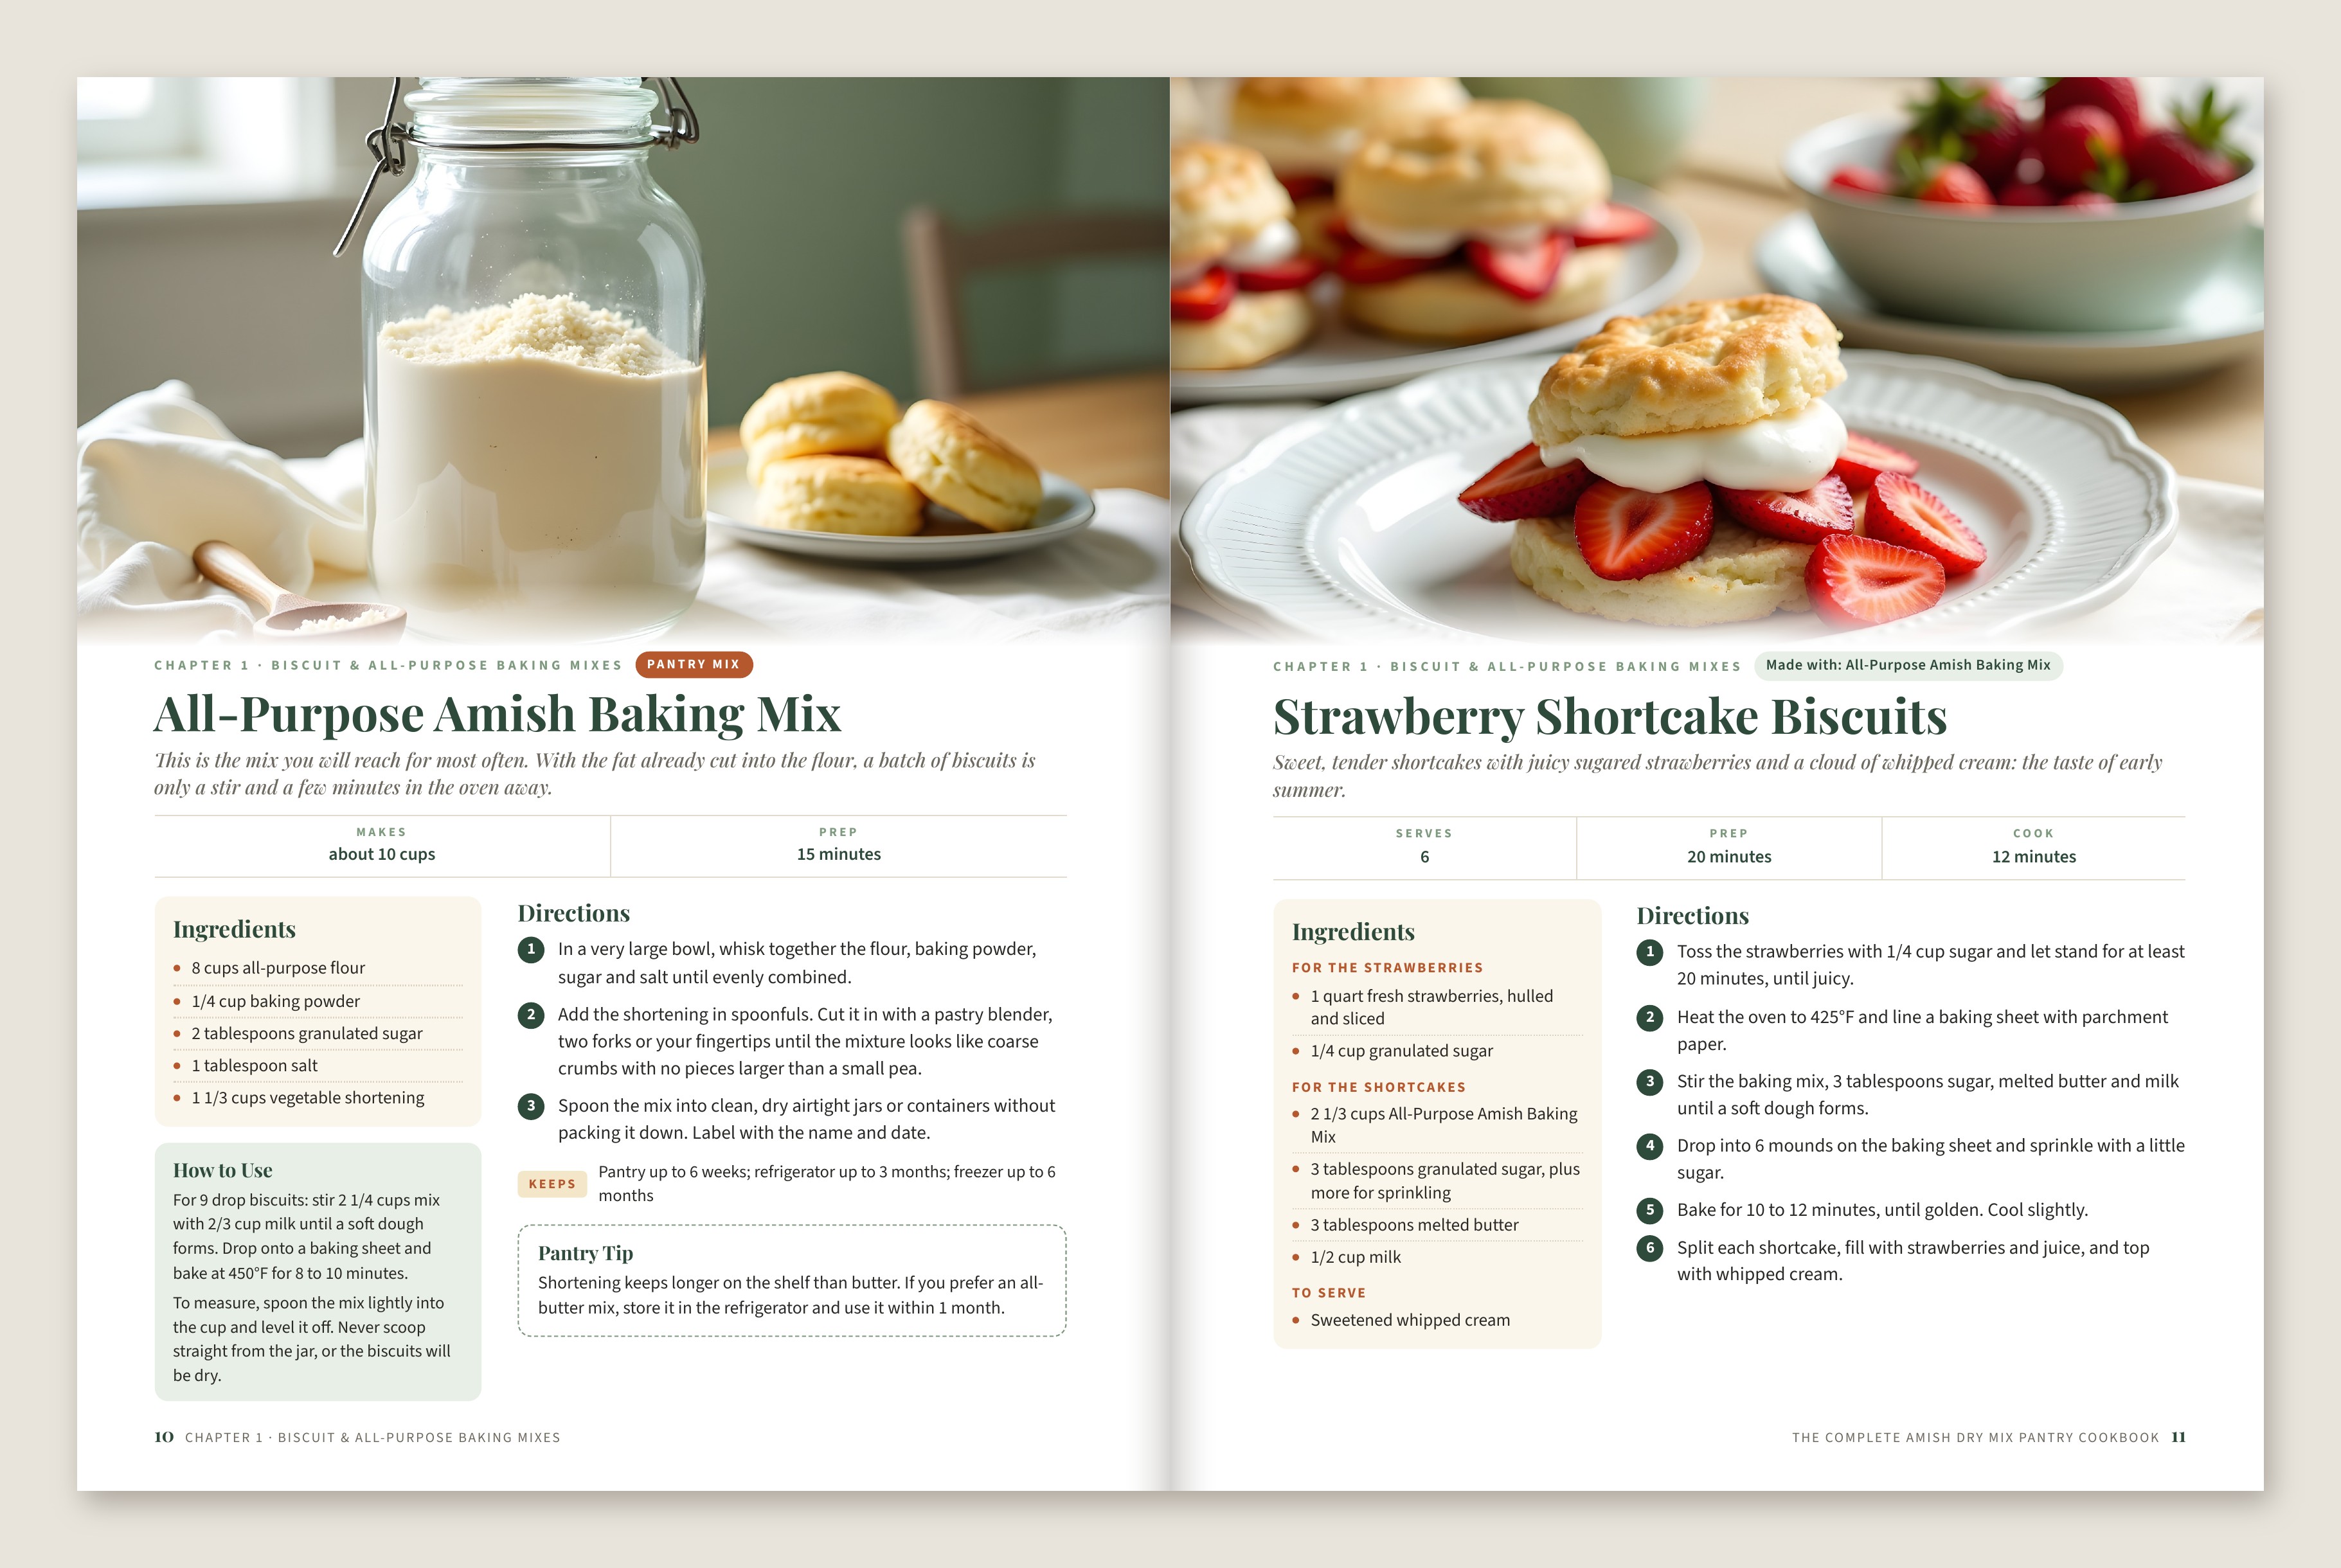 CHAPTER 1 · BISCUIT & ALL-PURPOSE BAKING MIXES PANTRY MIX
All-Purpose Amish Baking Mix
This is the mix you will reach for most often. With the fat already cut into the flour, a batch of biscuits is
only a stir and a few minutes in the oven away.
MAKES
about 10 cups
PREP
15 minutes
Ingredients
8 cups all-purpose flour
1/4 cup baking powder
2 tablespoons granulated sugar
1 tablespoon salt
1 1/3 cups vegetable shortening
How to Use
For 9 drop biscuits: stir 2 1/4 cups mix
with 2/3 cup milk until a soft dough
forms. Drop onto a baking sheet and
bake at 450°F for 8 to 10 minutes.
To measure, spoon the mix lightly into
the cup and level it off. Never scoop
straight from the jar, or the biscuits will
be dry.
Directions
1 In a very large bowl, whisk together the flour, baking powder,
sugar and salt until evenly combined.
2 Add the shortening in spoonfuls. Cut it in with a pastry blender,
two forks or your fingertips until the mixture looks like coarse
crumbs with no pieces larger than a small pea.
3 Spoon the mix into clean, dry airtight jars or containers without
packing it down. Label with the name and date.
KEEPS Pantry up to 6 weeks; refrigerator up to 3 months; freezer up to 6
months
Pantry Tip
Shortening keeps longer on the shelf than butter. If you prefer an all-
butter mix, store it in the refrigerator and use it within 1 month.
10 CHAPTER 1 · BISCUIT & ALL-PURPOSE BAKING MIXES
CHAPTER 1 · BISCUIT & ALL-PURPOSE BAKING MIXES Made with: All-Purpose Amish Baking Mix
Strawberry Shortcake Biscuits
Sweet, tender shortcakes with juicy sugared strawberries and a cloud of whipped cream: the taste of early
summer.
SERVES
6
PREP
20 minutes
COOK
12 minutes
Ingredients
FOR THE STRAWBERRIES
1 quart fresh strawberries, hulled
and sliced
1/4 cup granulated sugar
FOR THE SHORTCAKES
2 1/3 cups All-Purpose Amish Baking
Mix
3 tablespoons granulated sugar, plus
more for sprinkling
3 tablespoons melted butter
1/2 cup milk
TO SERVE
Sweetened whipped cream
Directions
1 Toss the strawberries with 1/4 cup sugar and let stand for at least
20 minutes, until juicy.
2 Heat the oven to 425°F and line a baking sheet with parchment
paper.
3 Stir the baking mix, 3 tablespoons sugar, melted butter and milk
until a soft dough forms.
4 Drop into 6 mounds on the baking sheet and sprinkle with a little
sugar.
5 Bake for 10 to 12 minutes, until golden. Cool slightly.
6 Split each shortcake, fill with strawberries and juice, and top
with whipped cream.
THE COMPLETE AMISH DRY MIX PANTRY COOKBOOK 11